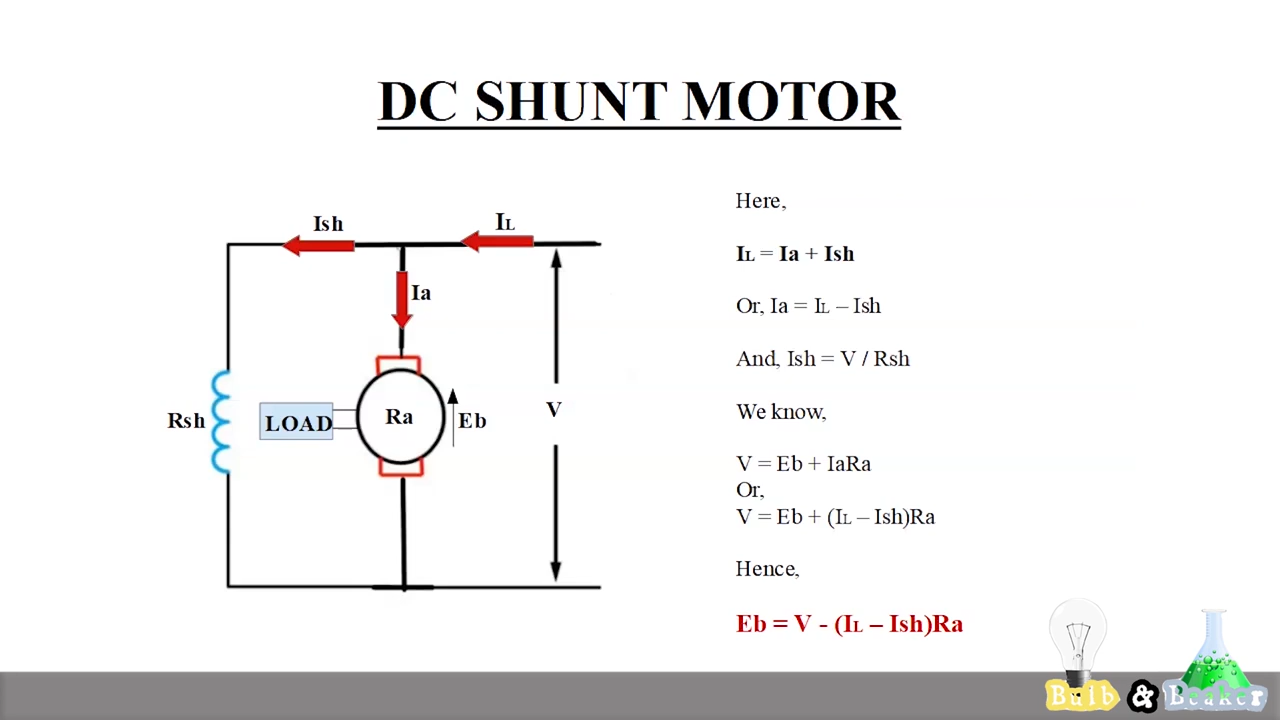 DC SHUNT MOTOR
Ish
IL
Ia
Rsh
LOAD
Ra
Eb
V
Here,
IL = Ia + Ish
Or, Ia = IL – Ish
And, Ish = V / Rsh
We know,
V = Eb + IaRa
Or,
V = Eb + (IL – Ish)Ra
Hence,
Eb = V - (IL – Ish)Ra
Bulb & Beaker